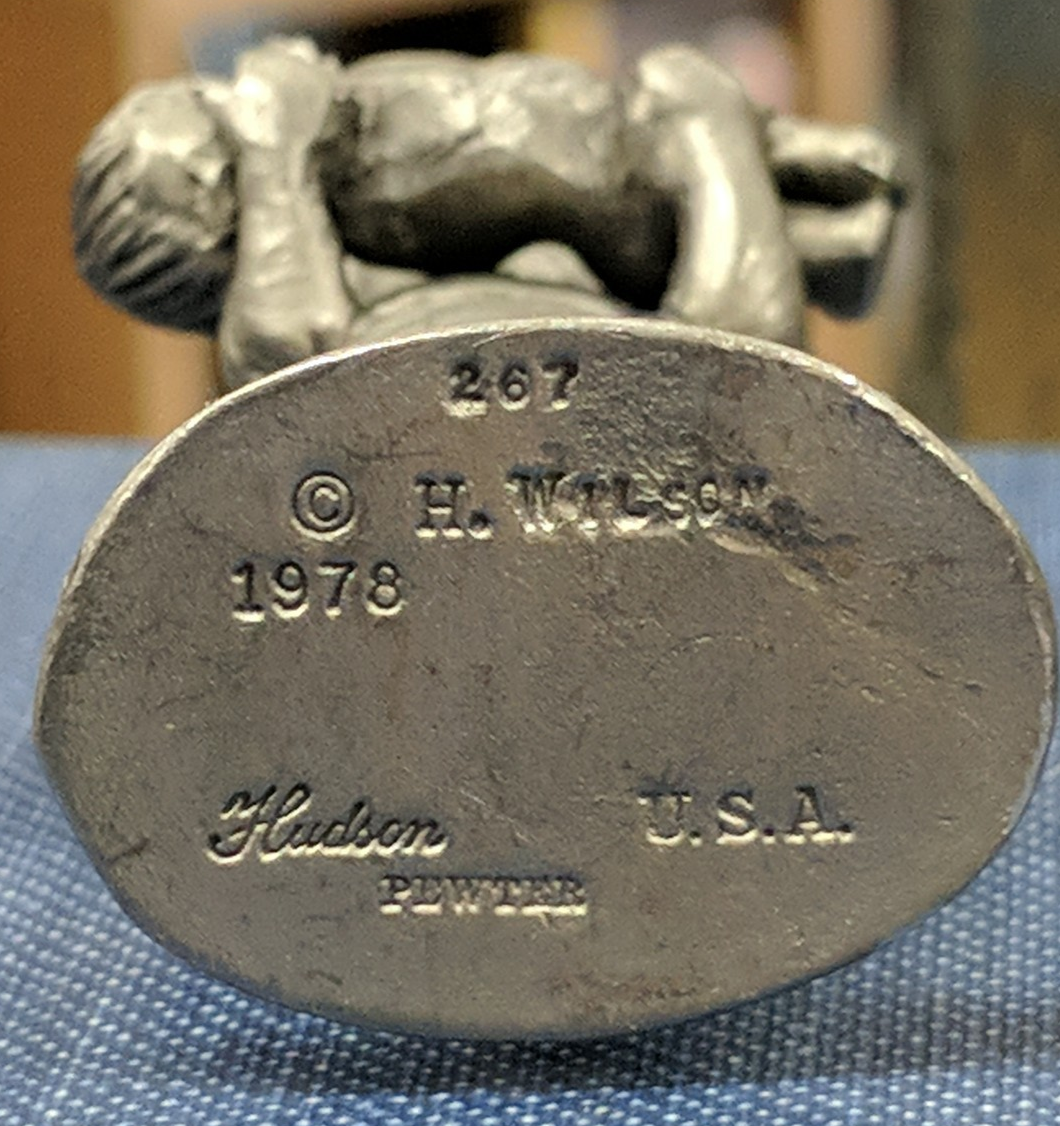 267
© H. WILSON
1978
Hudson U.S.A.
PEWTER